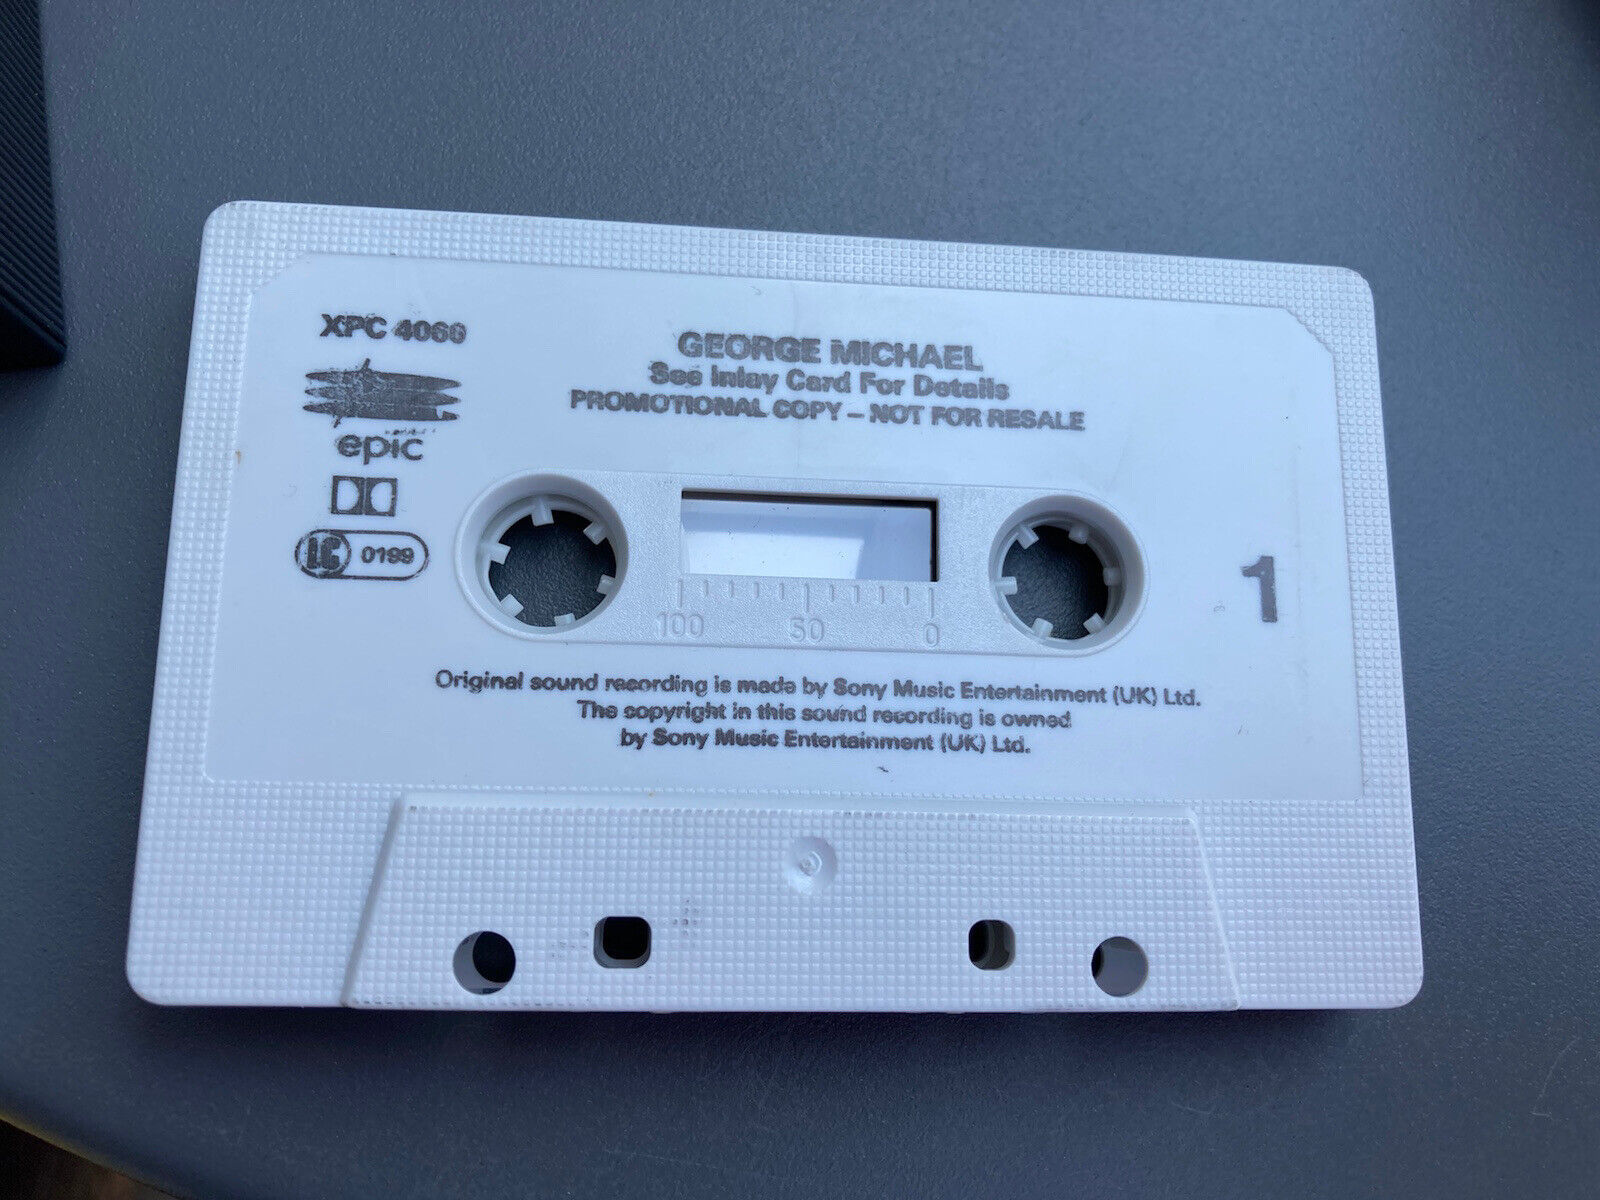 XPC 4060
GEORGE MICHAEL
See Inlay Card For Details
PROMOTIONAL COPY – NOT FOR RESALE
epic
LC 0199
1
100 50 0
Original sound recording is made by Sony Music Entertainment (UK) Ltd.
The copyright in this sound recording is owned
by Sony Music Entertainment (UK) Ltd.